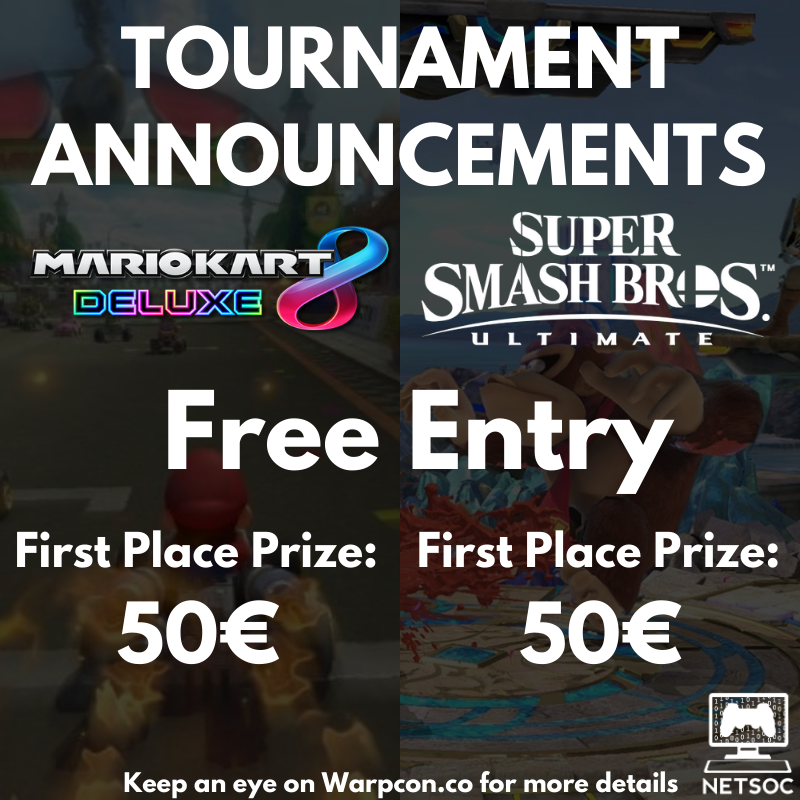 TOURNAMENT
ANNOUNCEMENTS
MARIOKART 8
DELUXE
SUPER
SMASH BROS.™
ULTIMATE
Free Entry
First Place Prize:
50€
First Place Prize:
50€
Keep an eye on Warpcon.co for more details
NETSOC